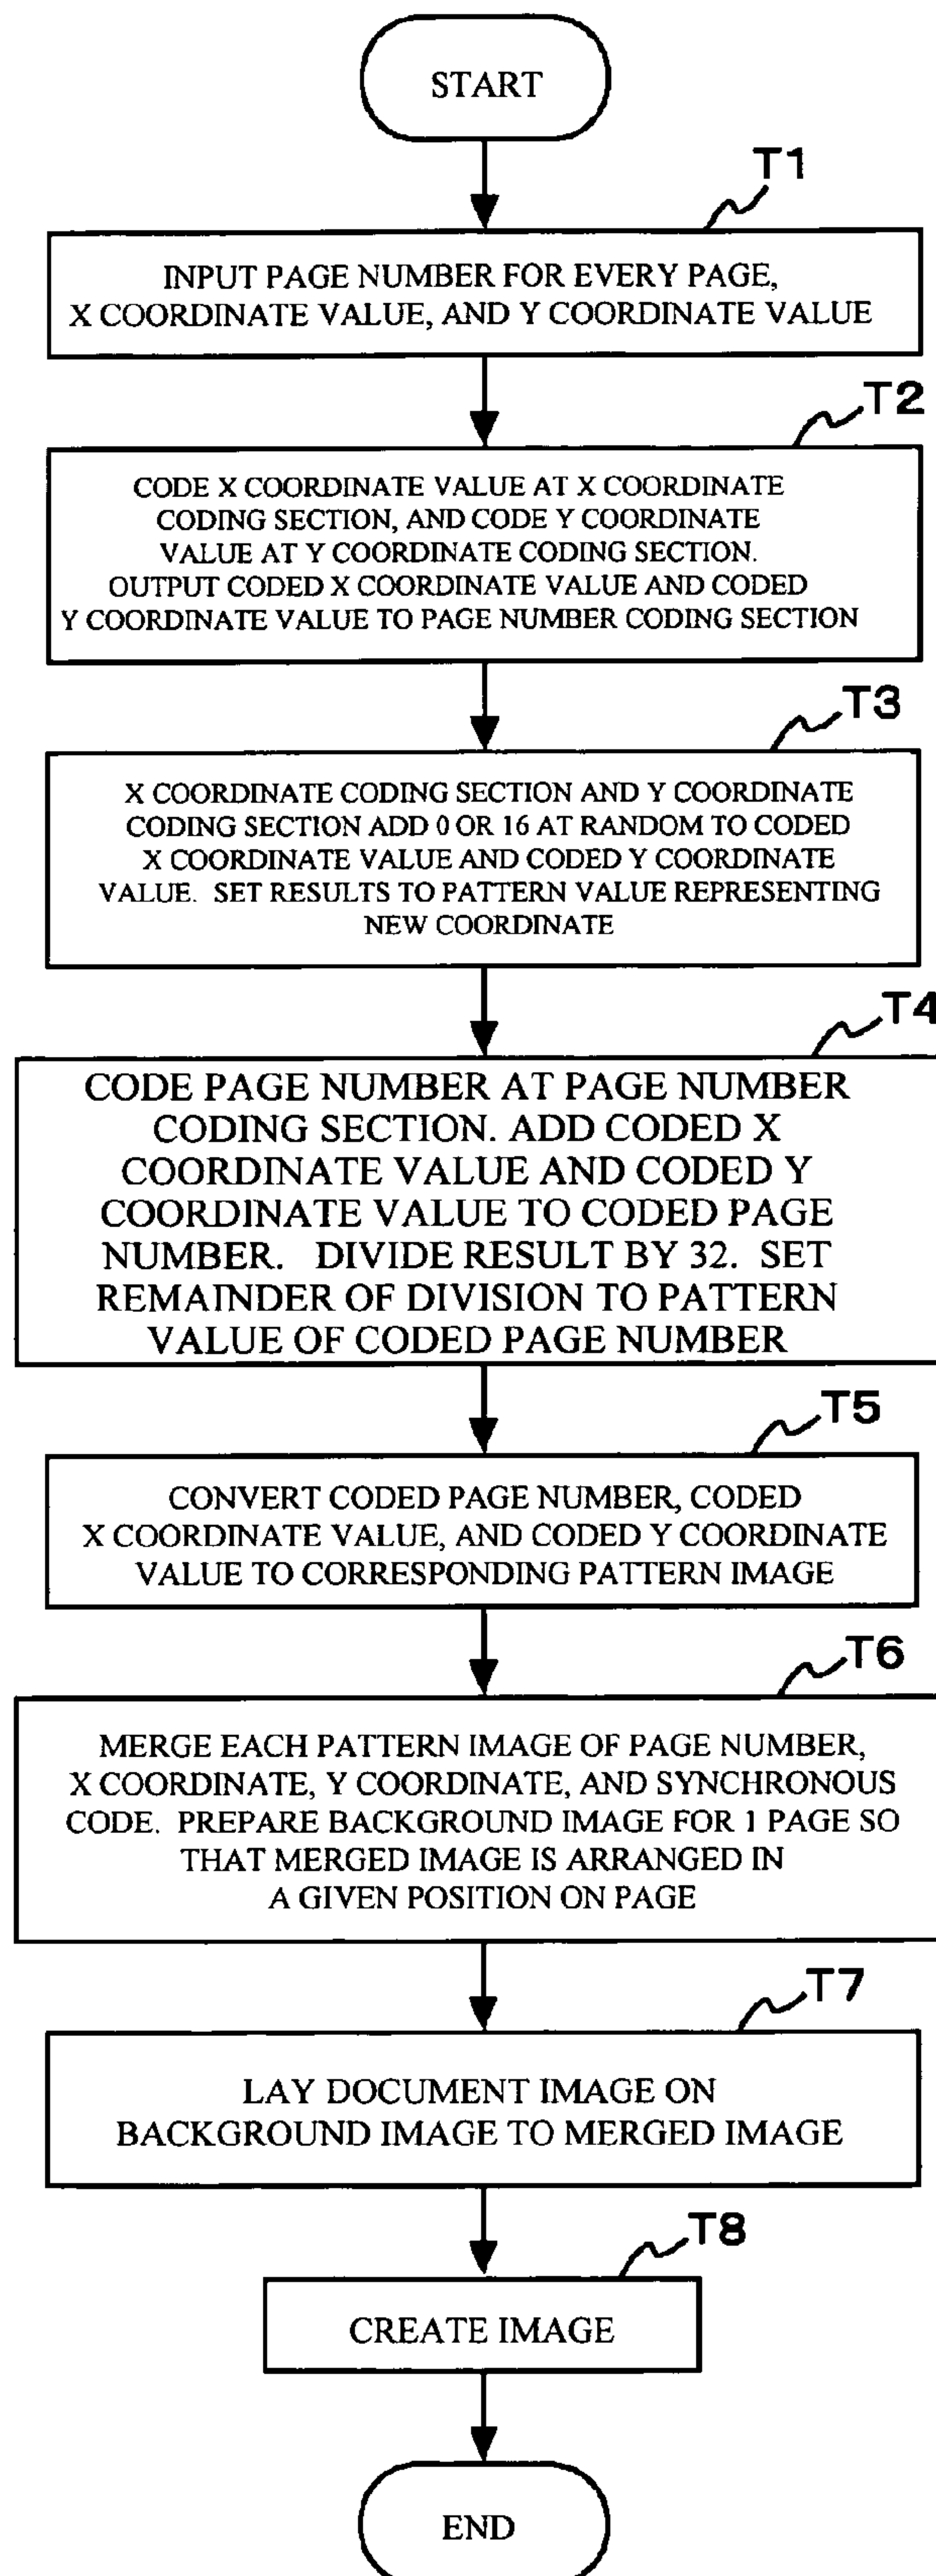 START
T1
INPUT PAGE NUMBER FOR EVERY PAGE,
X COORDINATE VALUE, AND Y COORDINATE VALUE
T2
CODE X COORDINATE VALUE AT X COORDINATE
CODING SECTION, AND CODE Y COORDINATE
VALUE AT Y COORDINATE CODING SECTION.
OUTPUT CODED X COORDINATE VALUE AND CODED
Y COORDINATE VALUE TO PAGE NUMBER CODING SECTION
T3
X COORDINATE CODING SECTION AND Y COORDINATE
CODING SECTION ADD 0 OR 16 AT RANDOM TO CODED
X COORDINATE VALUE AND CODED Y COORDINATE
VALUE. SET RESULTS TO PATTERN VALUE REPRESENTING
NEW COORDINATE
T4
CODE PAGE NUMBER AT PAGE NUMBER
CODING SECTION. ADD CODED X
COORDINATE VALUE AND CODED Y
COORDINATE VALUE TO CODED PAGE
NUMBER. DIVIDE RESULT BY 32. SET
REMAINDER OF DIVISION TO PATTERN
VALUE OF CODED PAGE NUMBER
T5
CONVERT CODED PAGE NUMBER, CODED
X COORDINATE VALUE, AND CODED Y COORDINATE
VALUE TO CORRESPONDING PATTERN IMAGE
T6
MERGE EACH PATTERN IMAGE OF PAGE NUMBER,
X COORDINATE, Y COORDINATE, AND SYNCHRONOUS
CODE. PREPARE BACKGROUND IMAGE FOR 1 PAGE SO
THAT MERGED IMAGE IS ARRANGED IN
A GIVEN POSITION ON PAGE
T7
LAY DOCUMENT IMAGE ON
BACKGROUND IMAGE TO MERGED IMAGE
T8
CREATE IMAGE
END